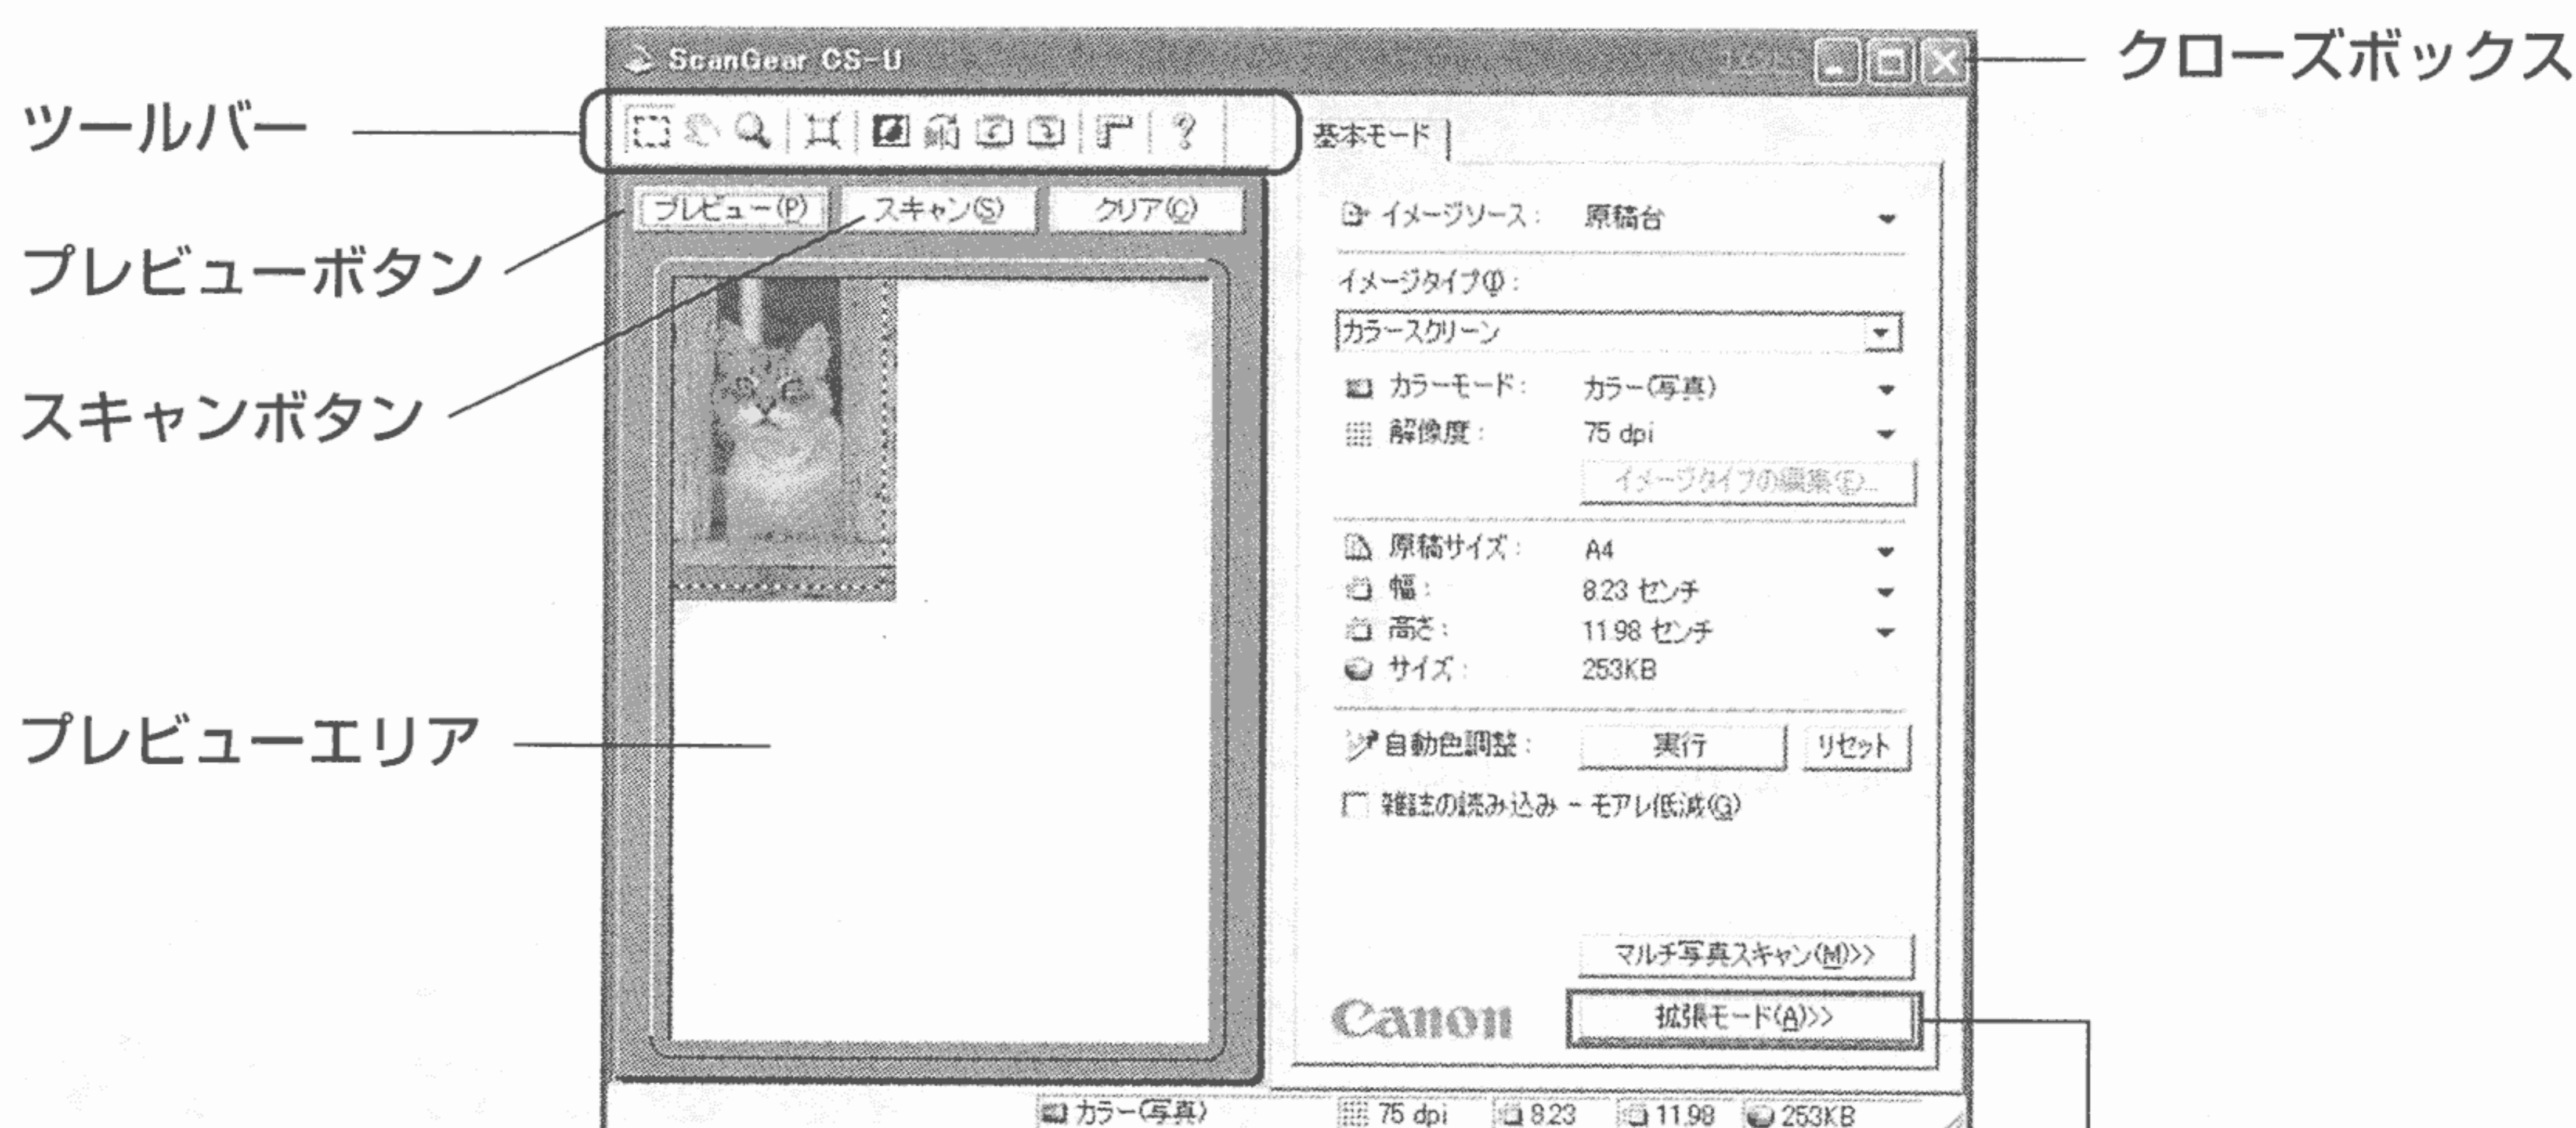 ScanGear CS-U
クローズボックス
ツールバー
基本モード
プレビュー(P) スキャン(S) クリア(C)
プレビューボタン
スキャンボタン
プレビューエリア
イメージソース: 原稿台
イメージタイプ(I):
カラースクリーン
カラーモード: カラー(写真)
解像度: 75 dpi
イメージタイプの編集(E)...
原稿サイズ: A4
幅: 8.23 センチ
高さ: 11.98 センチ
サイズ: 253KB
自動色調整: 実行 リセット
雑誌の読み込み - モアレ低減(G)
マルチ写真スキャン(M)>>
Canon 拡張モード(A)>>
カラー(写真) 75 dpi 8.23 11.98 253KB